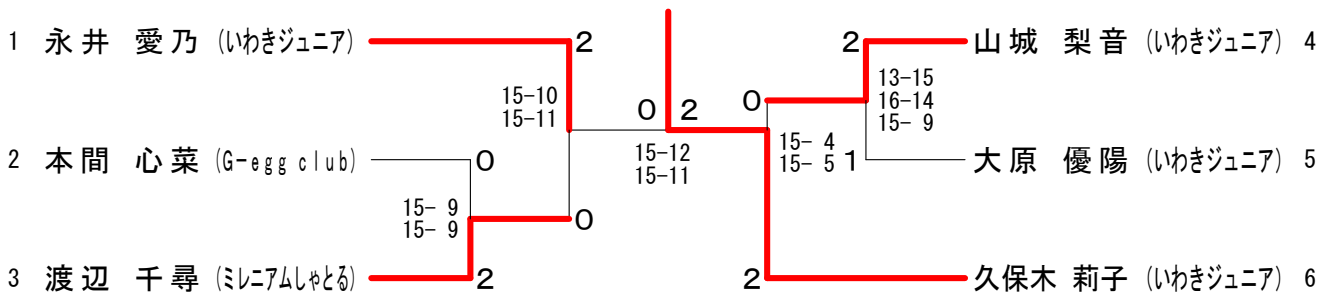 1 永井 愛乃 (いわきジュニア) 2
15-10
15-11
2 本間 心菜 (G-egg club) 0
15- 9
15- 9
0
3 渡辺 千尋 (ミレニアムしゃとる) 2
0 2
15-12
15-11
2 山城 梨音 (いわきジュニア) 4
13-15
16-14
15- 9
0
15- 4
15- 5
1 大原 優陽 (いわきジュニア) 5
2 久保木 莉子 (いわきジュニア) 6